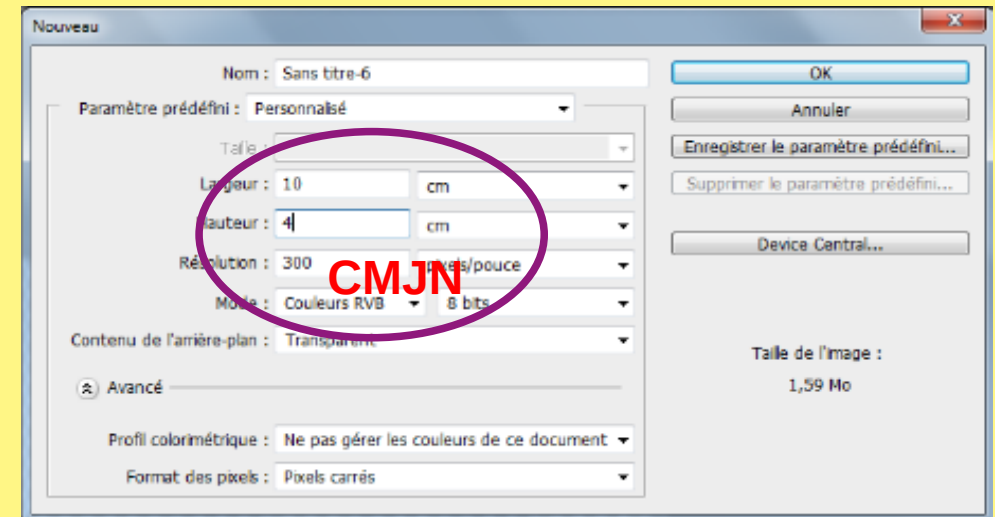 Nouveau
Nom : Sans titre-6
OK
Paramètre prédéfini : Personnalisé
Annuler
Taille :
Enregistrer le paramètre prédéfini...
Largeur : 10 cm
Supprimer le paramètre prédéfini...
Hauteur : 4 cm
Device Central...
Résolution : 300 pixels/pouce
CMJN
Mode : Couleurs RVB 8 bits
Contenu de l'arrière-plan : Transparent
Taille de l'image :
1,59 Mo
Avancé
Profil colorimétrique : Ne pas gérer les couleurs de ce document
Format des pixels : Pixels carrés